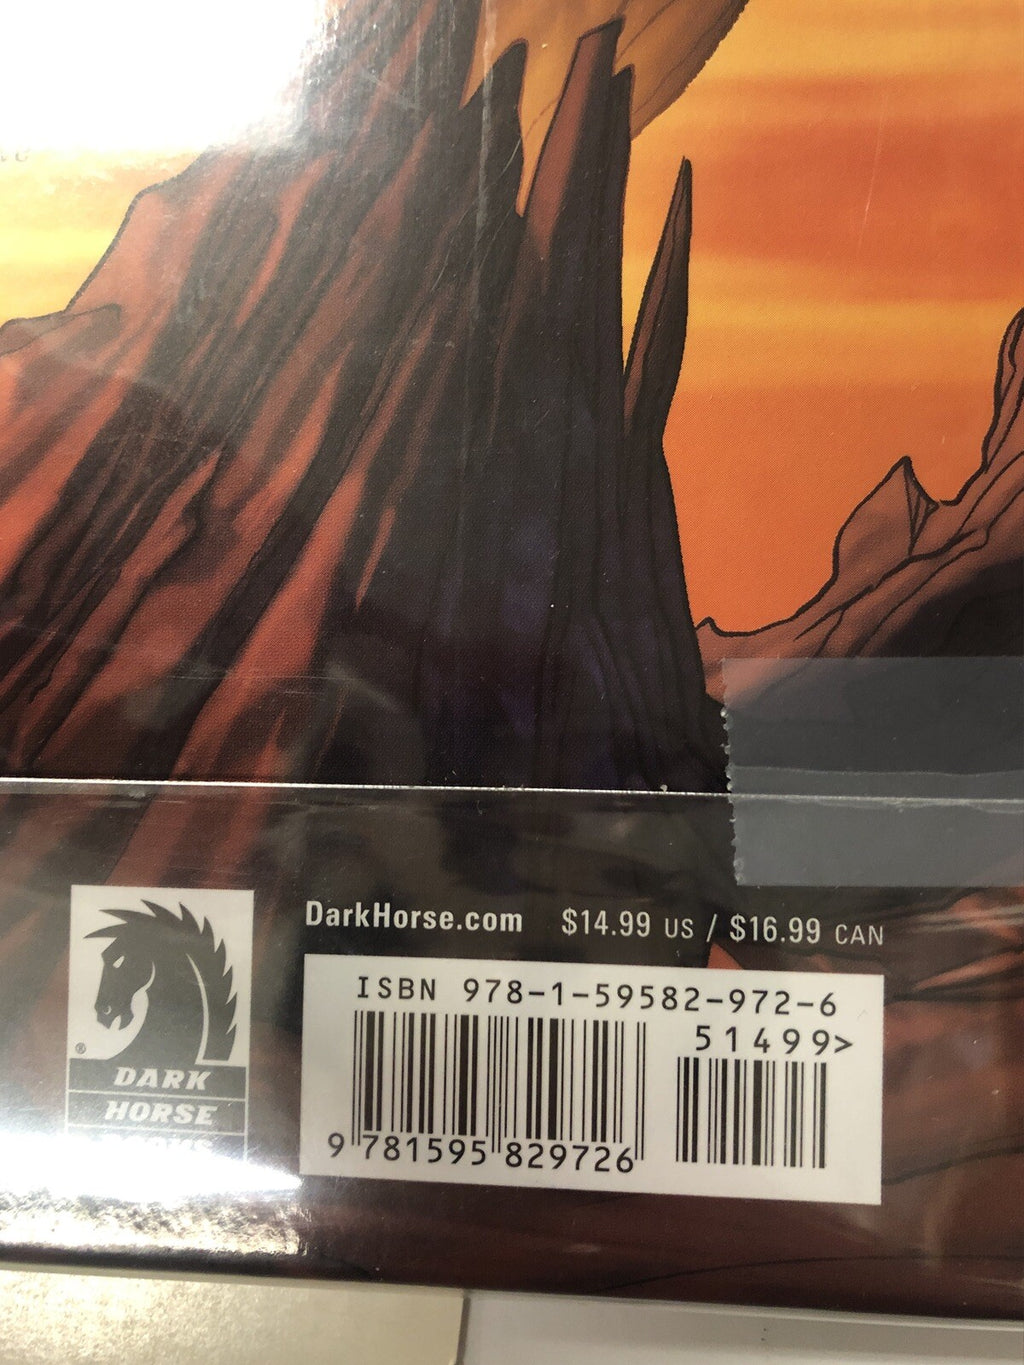 DarkHorse.com $14.99 US / $16.99 CAN
ISBN 978-1-59582-972-6
51499>
9 781595 829726
®
DARK
HORSE